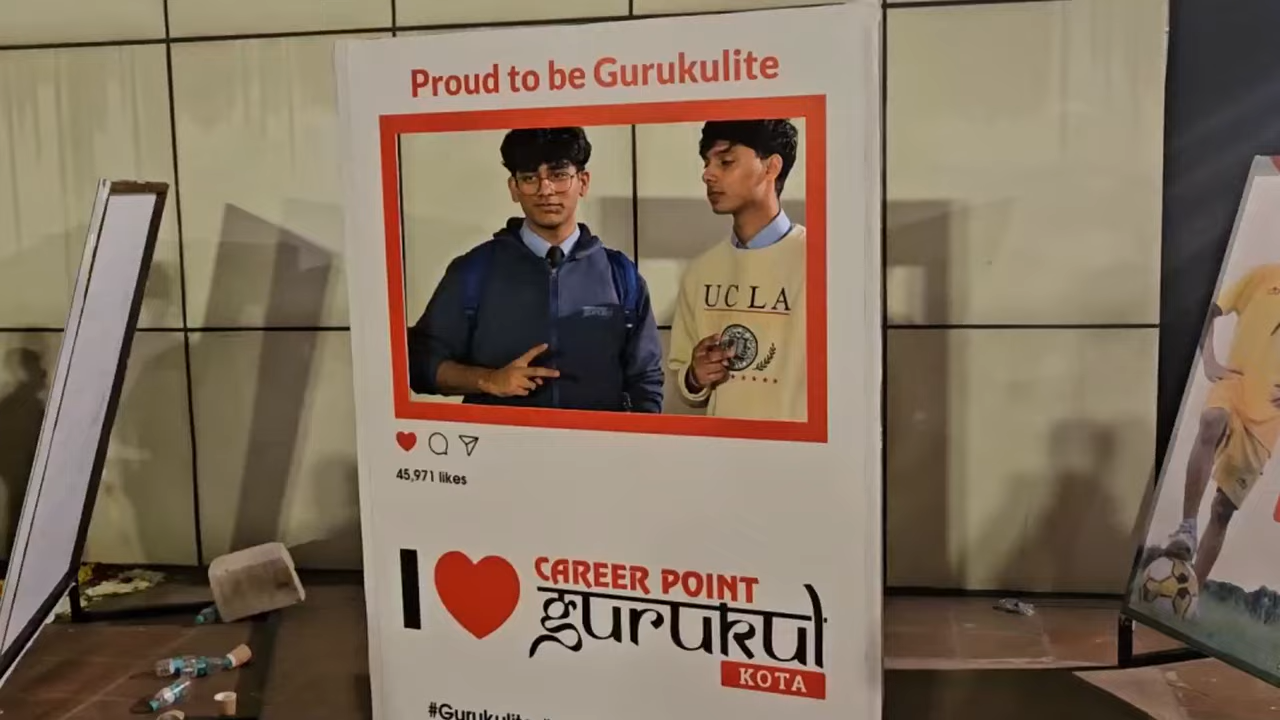 Proud to be Gurukulite
UCLA
45,971 likes
I
CAREER POINT
gurukul
KOTA
#Gurukulite